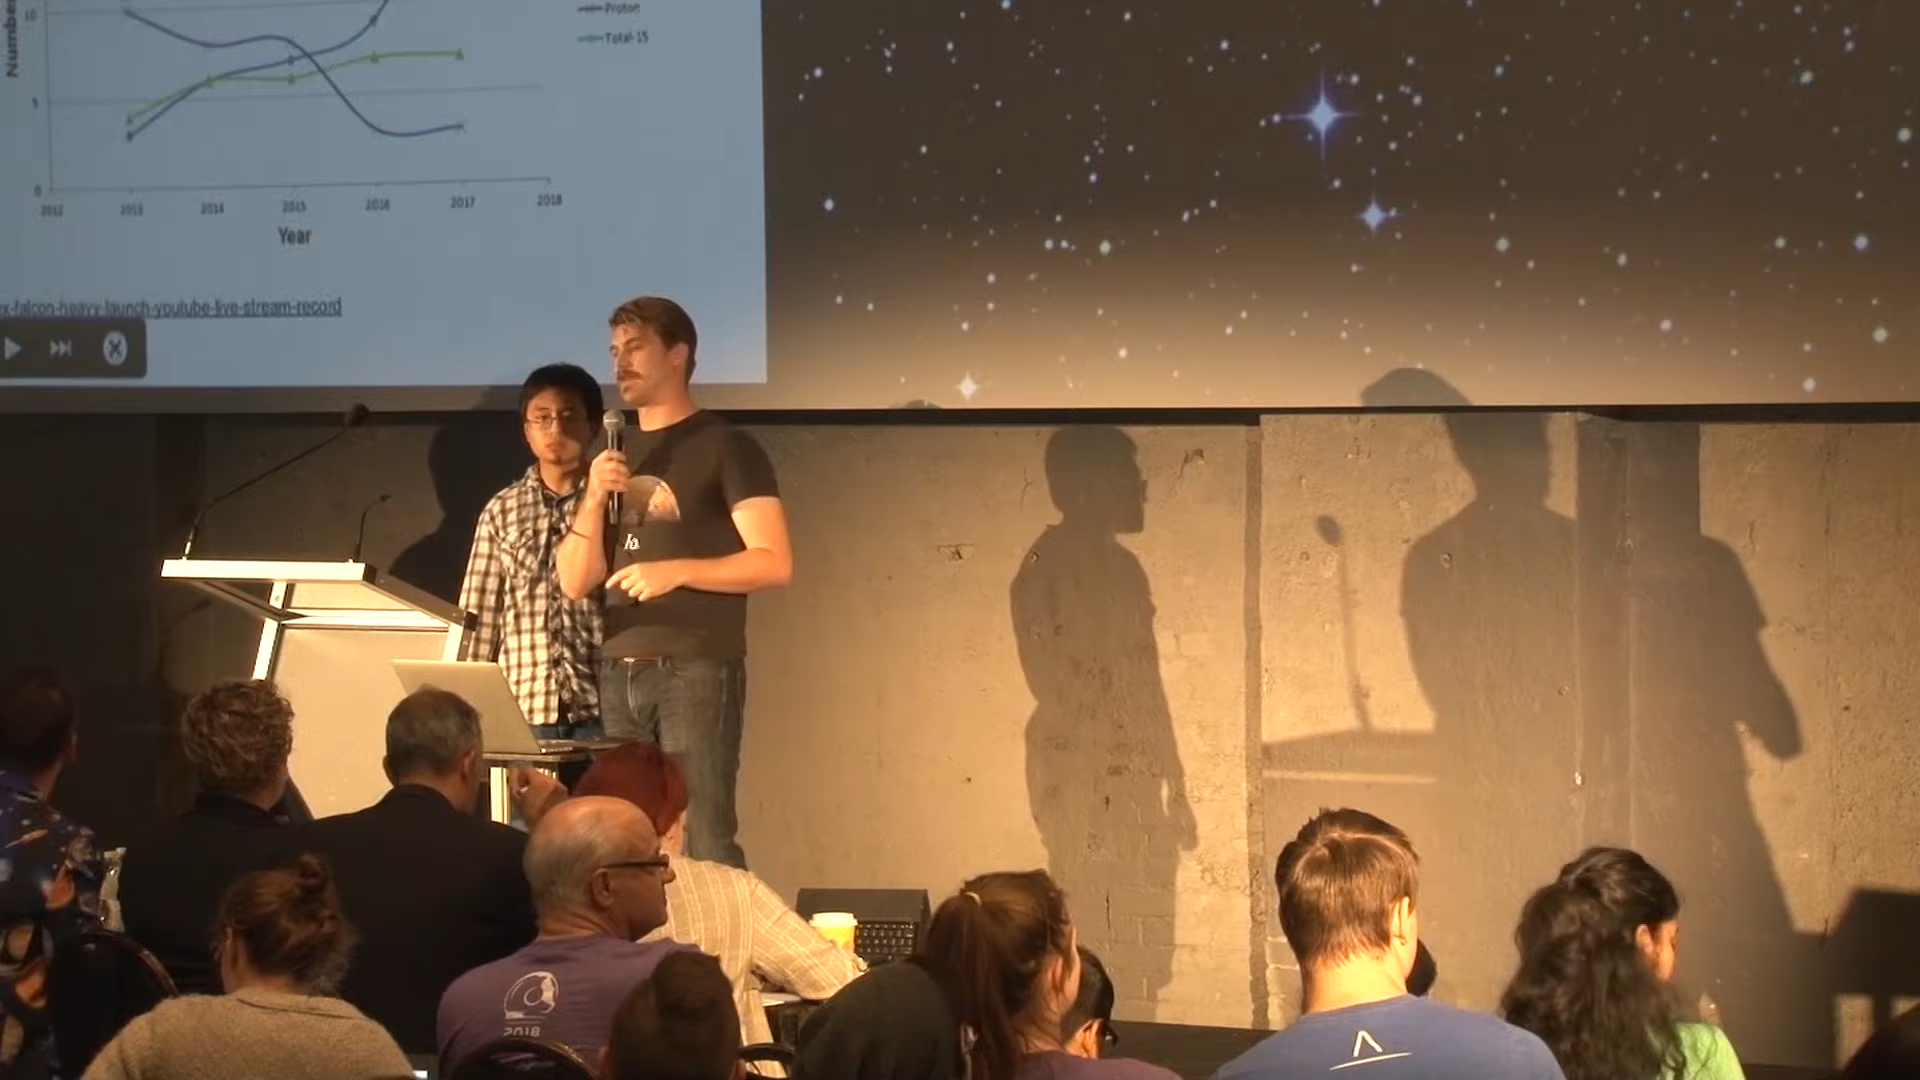 Number
Proton
Total-15
10
5
0
2012 2013 2014 2015 2016 2017 2018
Year
x-falcon-heavy-launch-youtube-live-stream-record
2018